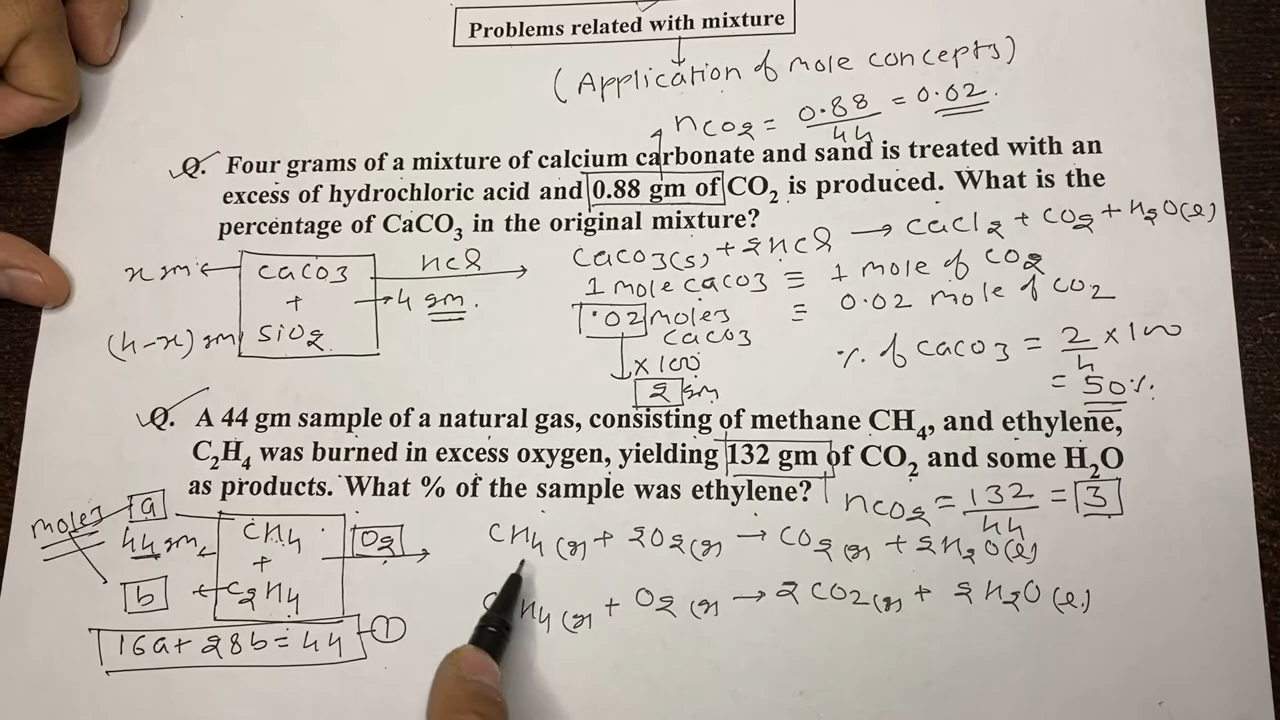 Problems related with mixture
(Application of mole concepts)
nCO2 = 0.88/44 = 0.02.
Q. Four grams of a mixture of calcium carbonate and sand is treated with an
excess of hydrochloric acid and 0.88 gm of CO2 is produced. What is the
percentage of CaCO3 in the original mixture?
x gm ← CaCO3 HCl →
+ → 4 gm.
(4-x) gm SiO2
CaCO3(s) + 2HCl → CaCl2 + CO2 + H2O(l)
1 mole CaCO3 ≡ 1 mole of CO2
.02 moles CaCO3 ≡ 0.02 mole of CO2
↓ x 100
2 gm
% of CaCO3 = 2/4 x 100
= 50%.
Q. A 44 gm sample of a natural gas, consisting of methane CH4, and ethylene,
C2H4 was burned in excess oxygen, yielding 132 gm of CO2 and some H2O
as products. What % of the sample was ethylene?
nCO2 = 132/44 = 3
moles a
44 gm CH4 O2 →
+
b ← C2H4
16a + 28b = 44 - ①
CH4(g) + 2O2(g) → CO2(g) + 2H2O(l)
H4(g) + O2(g) → 2CO2(g) + 2H2O(l)